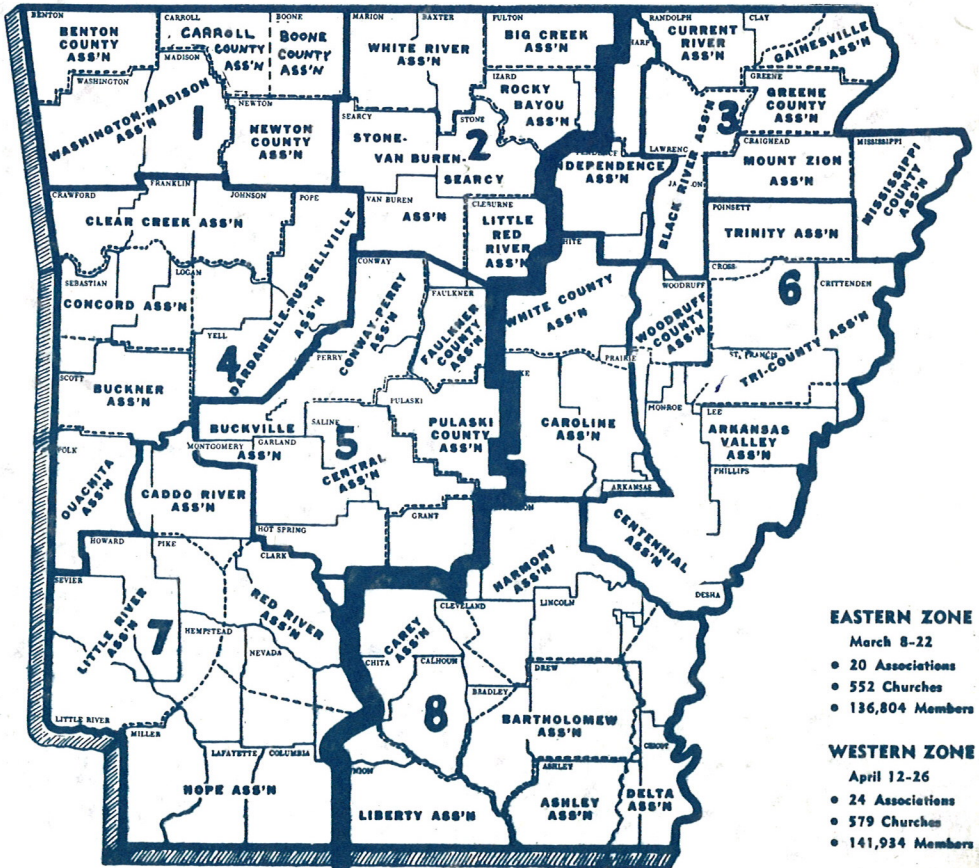 BENTON
CARROLL
BOONE
MARION
BAXTER
FULTON
RANDOLPH
CLAY
BENTON
COUNTY
ASS'N
CARROLL
COUNTY
ASS'N
BOONE
COUNTY
ASS'N
WHITE RIVER
ASS'N
BIG CREEK
ASS'N
CURRENT
RIVER
ASS'N
GAINESVILLE
ASS'N
MADISON
WASHINGTON
IZARD
GREENE
WASHINGTON-MADISON
ASS'N
1
NEWTON
NEWTON
COUNTY
ASS'N
SEARCY
STONE
STONE-
VAN BUREN-
SEARCY
ASS'N
2
ROCKY
BAYOU
ASS'N
BLACK RIVER ASS'N
3
GREENE
COUNTY
ASS'N
LAWRENC
CRAIGHEAD
MOUNT ZION
ASS'N
MISSISSIPPI
MISSISSIPPI
COUNTY
ASS'N
NDEPENDENCE
ASS'N
CRAWFORD
FRANKLIN
JOHNSON
POPE
VAN BUREN
CLEBURNE
LITTLE
RED
RIVER
ASS'N
POINSETT
TRINITY ASS'N
CLEAR CREEK ASS'N
HITE
CONWAY
CROSS
SEBASTIAN
LOGAN
CONCORD ASS'N
DARDANELLE-RUSSELLVILLE
ASS'N
4
YELL
CONWAY-PERRY
ASS'N
FAULKNER
FAULKNER
COUNTY
ASS'N
WHITE COUNTY
ASS'N
WOODRUFF
WOODRUFF
COUNTY
ASS'N
6
CRITTENDEN
TRI-COUNTY ASS'N
PERRY
PRAIRIE
ST. FRANCIS
SCOTT
BUCKNER
ASS'N
PULASKI
MONROE
LEE
BUCKVILLE
ASS'N
SALINE
5
PULASKI
COUNTY
ASS'N
CAROLINE
ASS'N
ARKANSAS
VALLEY
ASS'N
POLK
MONTGOMERY
GARLAND
CENTRAL
ASS'N
PHILLIPS
OUACHITA
ASS'N
CADDO RIVER
ASS'N
ARKANSAS
GRANT
HOT SPRING
CENTENNIAL
ASS'N
HOWARD
PIKE
CLARK
HARMONY
ASS'N
SEVIER
DESHA
LITTLE RIVER
ASS'N
7
HEMPSTEAD
RED RIVER
ASS'N
NEVADA
CAREY
ASS'N
CLEVELAND
LINCOLN
CHITA
CALHOUN
DREW
BRADLEY
8
BARTHOLOMEW
ASS'N
LITTLE RIVER
MILLER
LAFAYETTE
COLUMBIA
ASHLEY
HOPE ASS'N
LIBERTY ASS'N
ASHLEY
ASS'N
DELTA
ASS'N
EASTERN ZONE
March 8-22
• 20 Associations
• 552 Churches
• 136,804 Members
WESTERN ZONE
April 12-26
• 24 Associations
• 579 Churches
• 141,934 Members